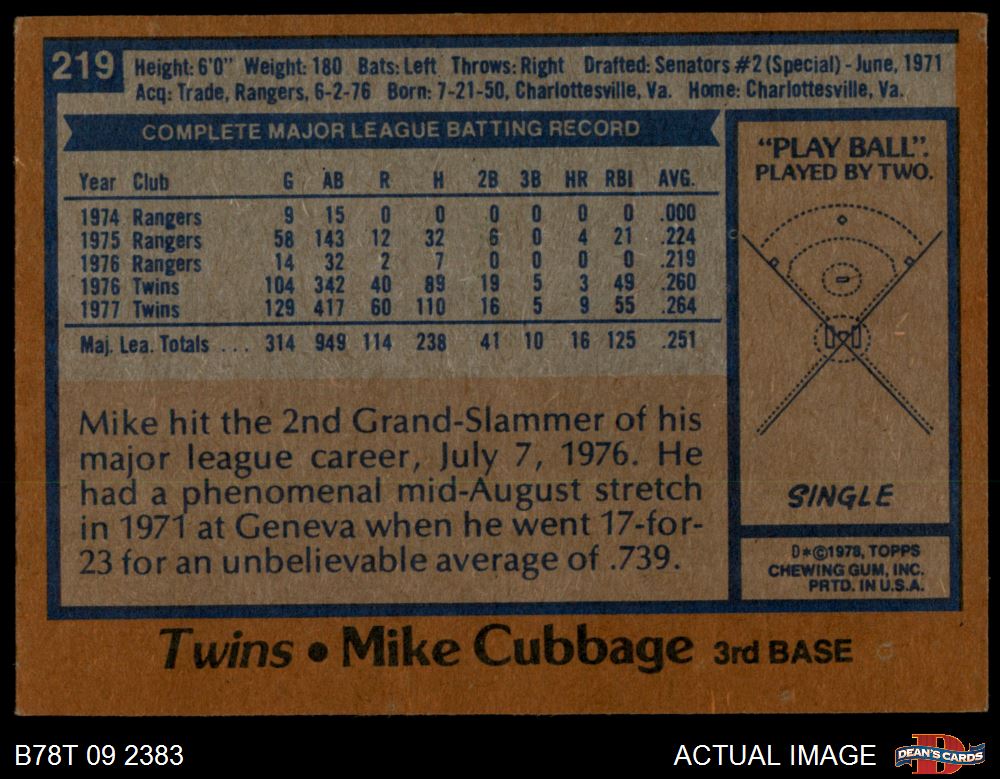 219
Height: 6'0" Weight: 180 Bats: Left Throws: Right Drafted: Senators #2 (Special) - June, 1971
Acq: Trade, Rangers, 6-2-76 Born: 7-21-50, Charlottesville, Va. Home: Charlottesville, Va.
COMPLETE MAJOR LEAGUE BATTING RECORD
Year Club G AB R H 2B 3B HR RBI AVG.
1974 Rangers 9 15 0 0 0 0 0 0 .000
1975 Rangers 58 143 12 32 6 0 4 21 .224
1976 Rangers 14 32 2 7 0 0 0 0 .219
1976 Twins 104 342 40 89 19 5 3 49 .260
1977 Twins 129 417 60 110 16 5 9 55 .264
Maj. Lea. Totals ... 314 949 114 238 41 10 16 125 .251
Mike hit the 2nd Grand-Slammer of his
major league career, July 7, 1976. He
had a phenomenal mid-August stretch
in 1971 at Geneva when he went 17-for-
23 for an unbelievable average of .739.
"PLAY BALL".
PLAYED BY TWO.
SINGLE
D*©1978, TOPPS
CHEWING GUM, INC.
PRTD. IN U.S.A.
Twins • Mike Cubbage 3rd BASE
B78T 09 2383
ACTUAL IMAGE
DEAN'S CARDS